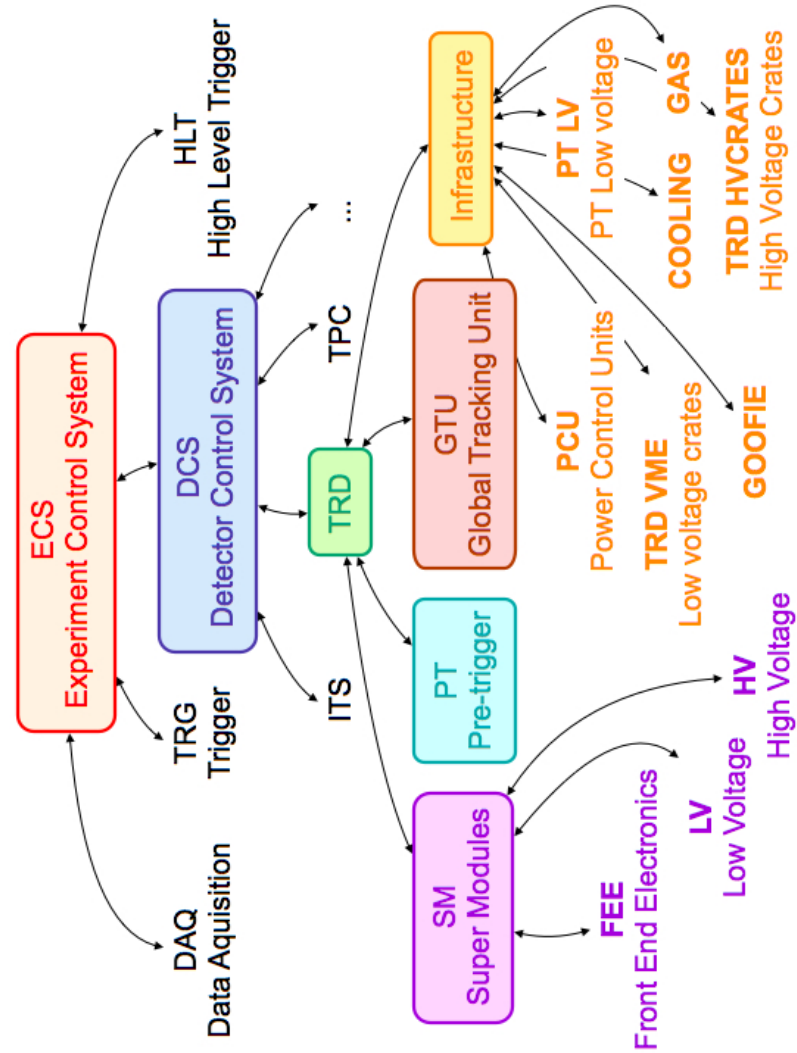 ECS
Experiment Control System
DAQ
Data Aquisition
TRG
Trigger
DCS
Detector Control System
HLT
High Level Trigger
ITS
TRD
TPC
...
SM
Super Modules
PT
Pre-trigger
GTU
Global Tracking Unit
Infrastructure
FEE
Front End Electronics
LV
Low Voltage
HV
High Voltage
PCU
Power Control Units
TRD VME
Low voltage crates
GOOFIE
PT LV
PT Low voltage
COOLING
GAS
TRD HVCRATES
High Voltage Crates